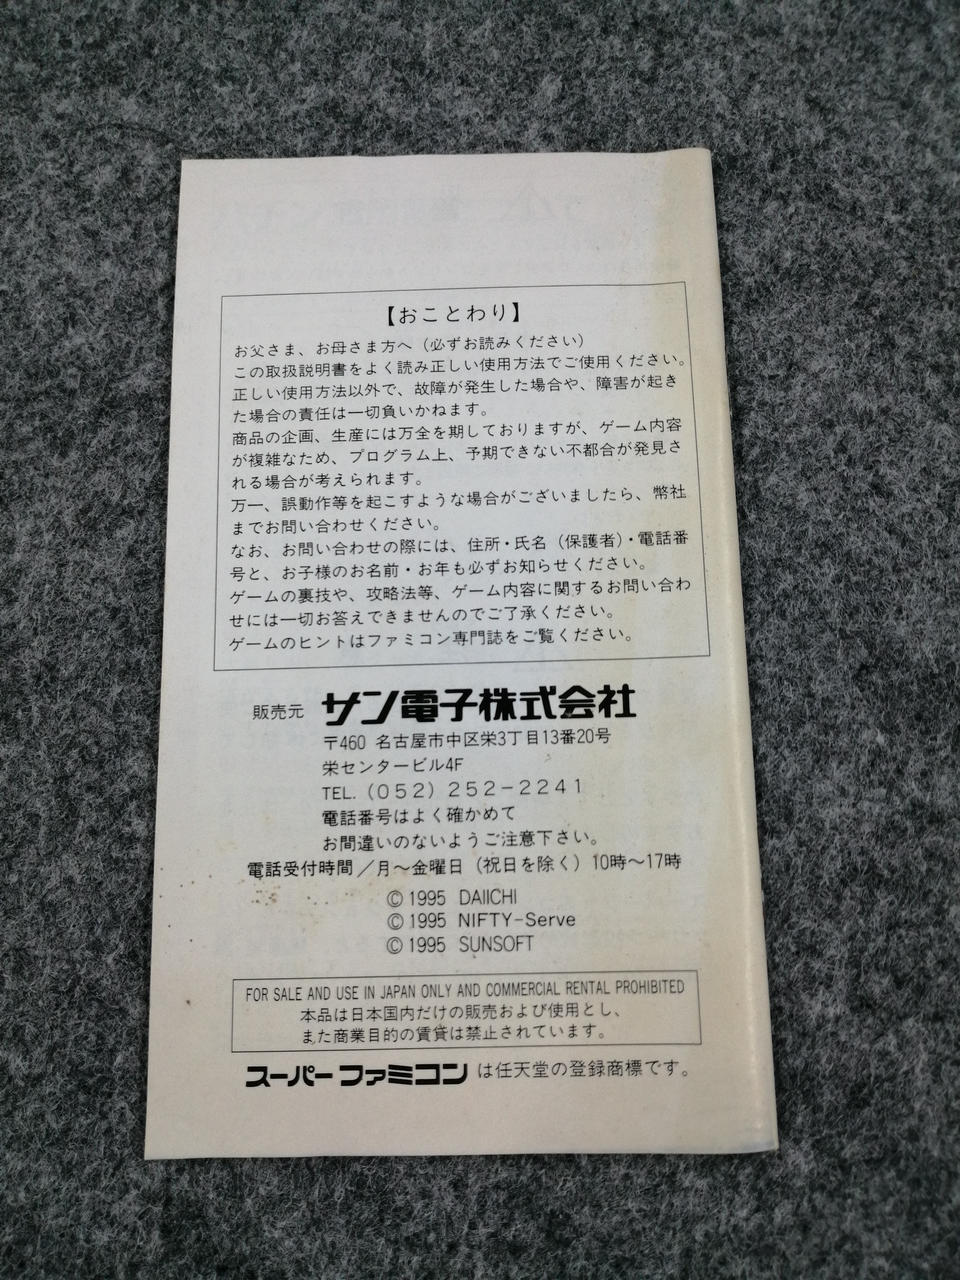 【おことわり】
お父さま、お母さま方へ（必ずお読みください）
この取扱説明書をよく読み正しい使用方法でご使用ください。
正しい使用方法以外で、故障が発生した場合や、障害が起き
た場合の責任は一切負いかねます。
商品の企画、生産には万全を期しておりますが、ゲーム内容
が複雑なため、プログラム上、予期できない不都合が発見さ
れる場合が考えられます。
万一、誤動作等を起こすような場合がございましたら、幣社
までお問い合わせください。
なお、お問い合わせの際には、住所・氏名（保護者）・電話番
号と、お子様のお名前・お年も必ずお知らせください。
ゲームの裏技や、攻略法等、ゲーム内容に関するお問い合わ
せには一切お答えできませんのでご了承ください。
ゲームのヒントはファミコン専門誌をご覧ください。
販売元 サン電子株式会社
〒460 名古屋市中区栄3丁目13番20号
栄センタービル4F
TEL.（052）252－2241
電話番号はよく確かめて
お間違いのないようご注意下さい。
電話受付時間／月～金曜日（祝日を除く）10時～17時
© 1995 DAIICHI
© 1995 NIFTY-Serve
© 1995 SUNSOFT
FOR SALE AND USE IN JAPAN ONLY AND COMMERCIAL RENTAL PROHIBITED
本品は日本国内だけの販売および使用とし、
また商業目的の賃貸は禁止されています。
スーパーファミコン は任天堂の登録商標です。